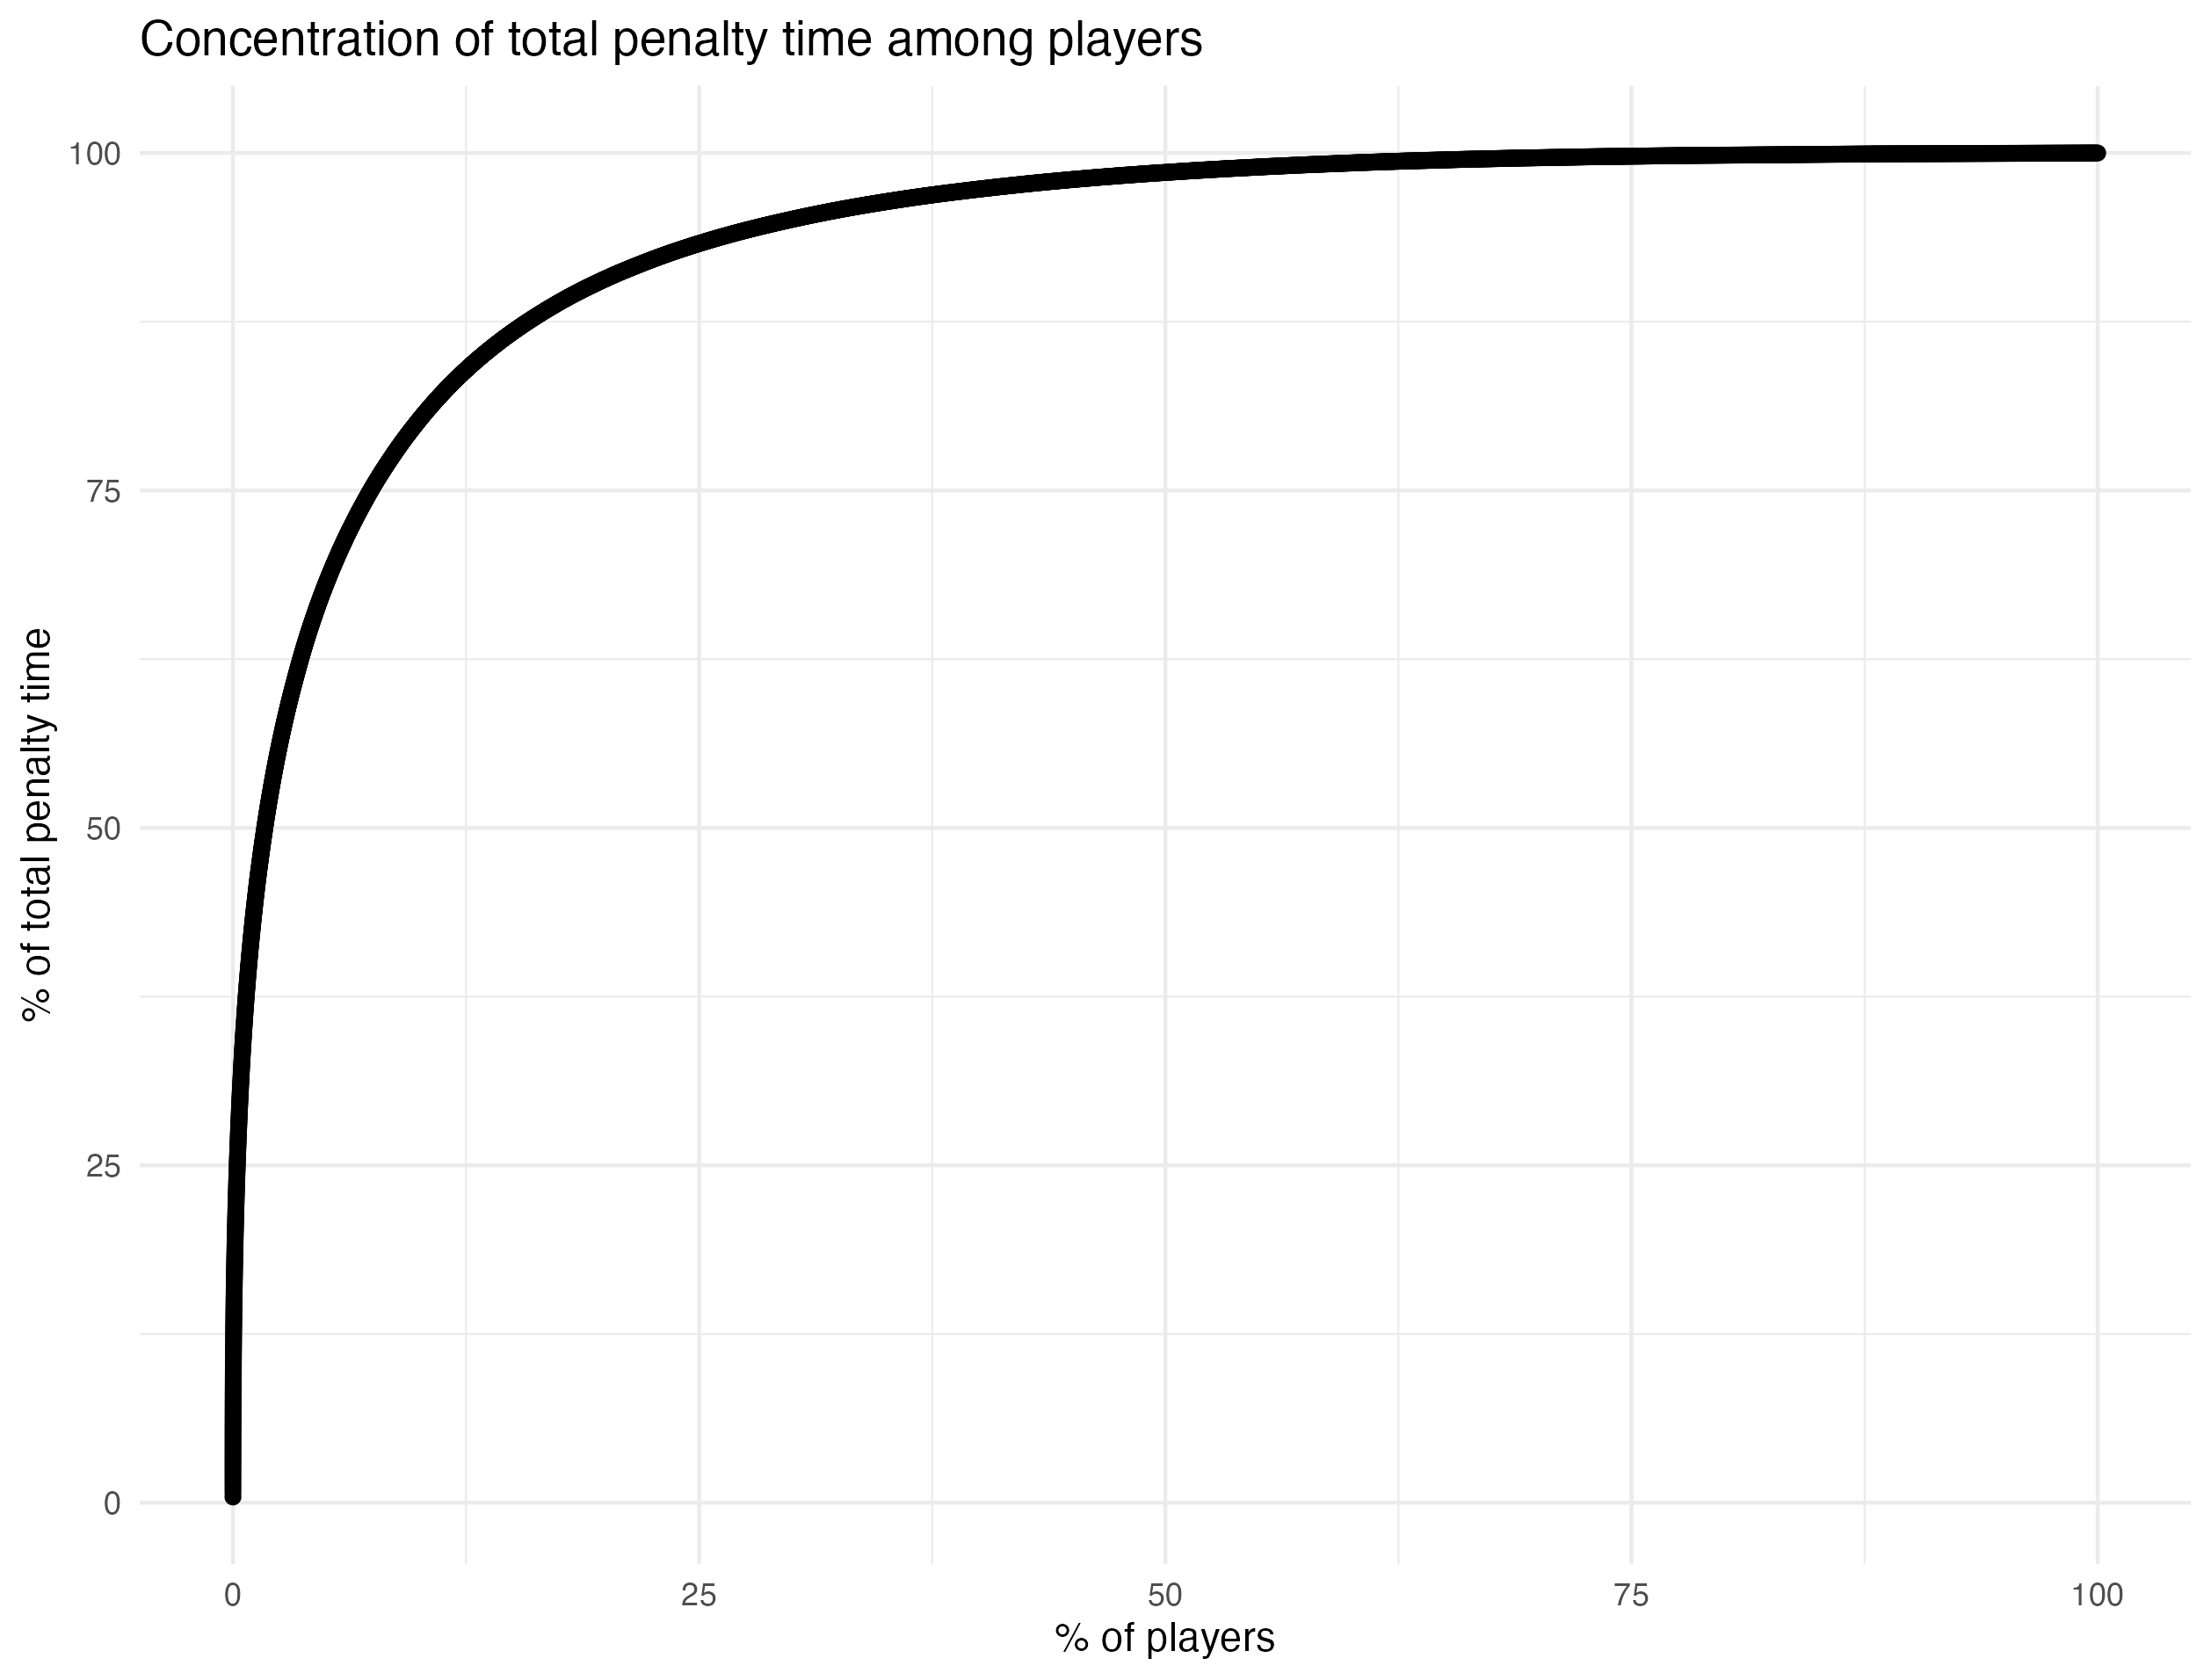 Concentration of total penalty time among players
% of total penalty time
100
75
50
25
0
0 25 50 75 100
% of players